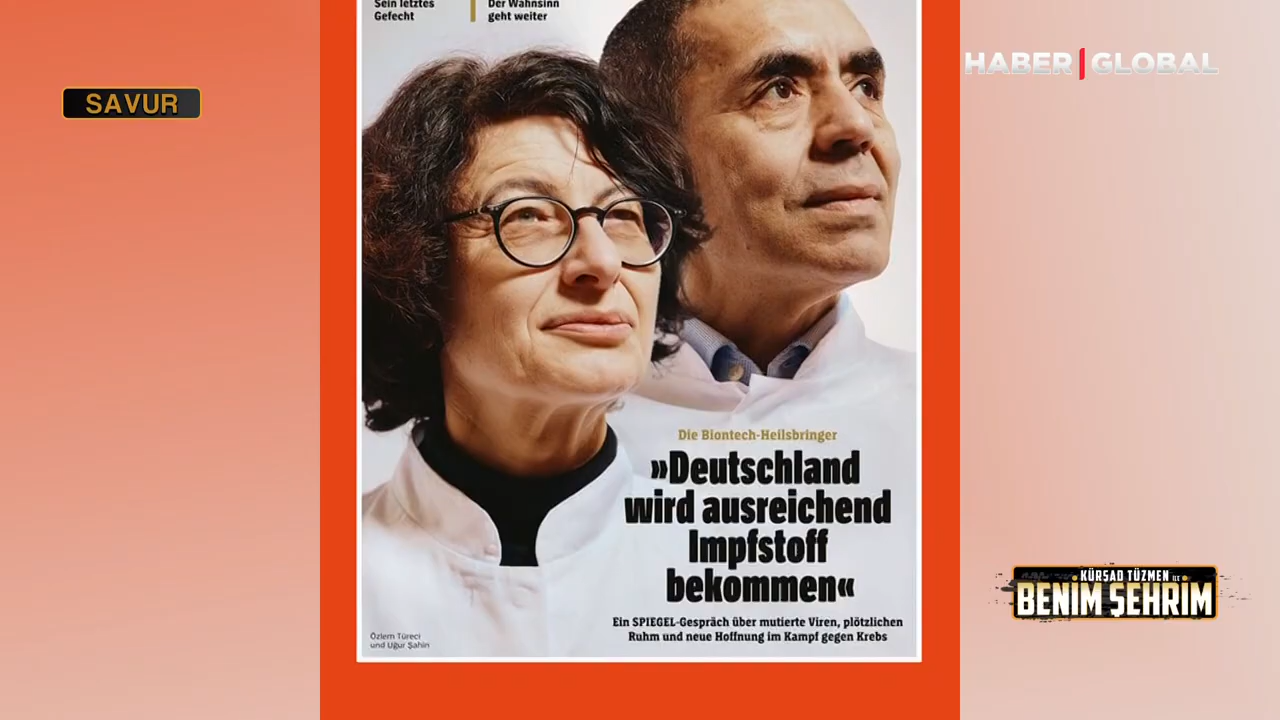 Sein letztes
Gefecht
Der Wahnsinn
geht weiter
HABER GLOBAL
SAVUR
Die Biontech-Heilsbringer
»Deutschland
wird ausreichend
Impfstoff
bekommen«
Ein SPIEGEL-Gespräch über mutierte Viren, plötzlichen
Ruhm und neue Hoffnung im Kampf gegen Krebs
Özlem Türeci
und Uğur Şahin
KÜRŞAD TÜZMEN İLE
BENİM ŞEHRİM